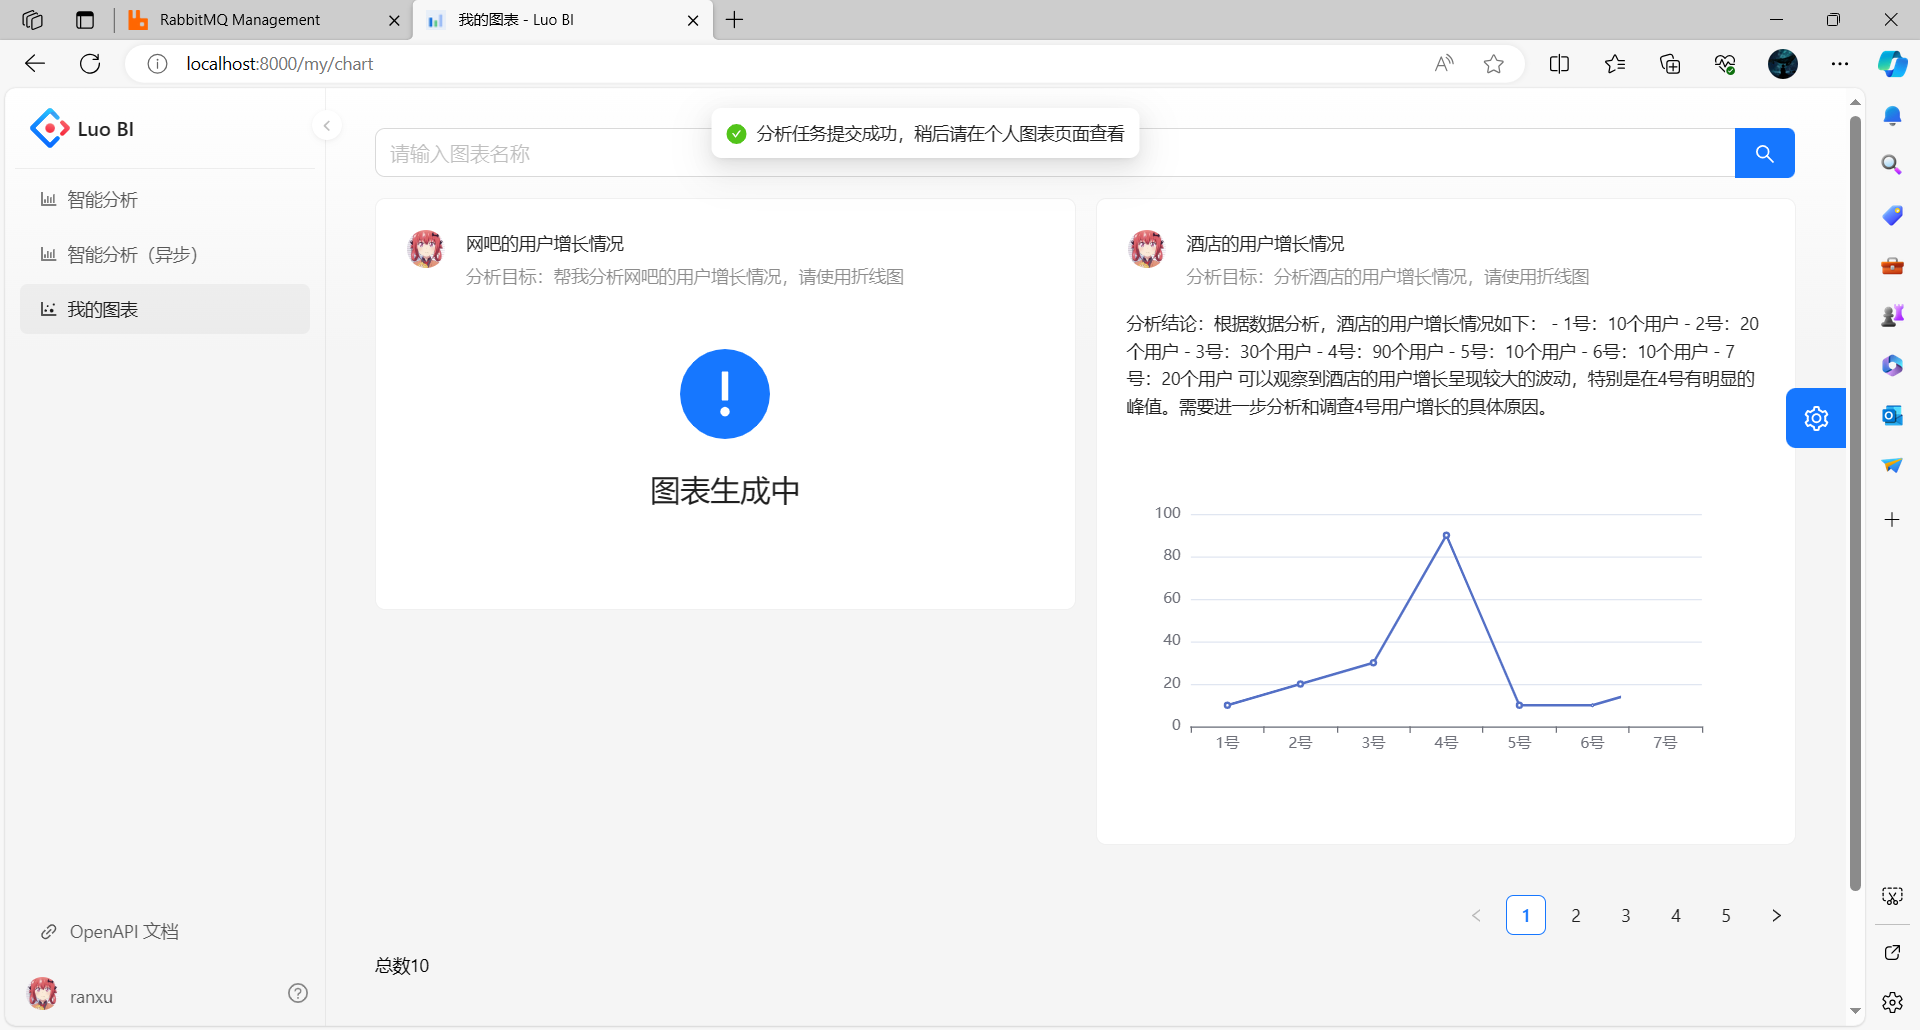 RabbitMQ Management
我的图表 - Luo BI
localhost:8000/my/chart
Luo BI
分析任务提交成功，稍后请在个人图表页面查看
请输入图表名称
智能分析
智能分析（异步）
我的图表
网吧的用户增长情况
分析目标：帮我分析网吧的用户增长情况，请使用折线图
图表生成中
酒店的用户增长情况
分析目标：分析酒店的用户增长情况，请使用折线图
分析结论：根据数据分析，酒店的用户增长情况如下： - 1号：10个用户 - 2号：20
个用户 - 3号：30个用户 - 4号：90个用户 - 5号：10个用户 - 6号：10个用户 - 7
号：20个用户 可以观察到酒店的用户增长呈现较大的波动，特别是在4号有明显的
峰值。需要进一步分析和调查4号用户增长的具体原因。
100
80
60
40
20
0
1号 2号 3号 4号 5号 6号 7号
1 2 3 4 5
总数10
OpenAPI 文档
ranxu